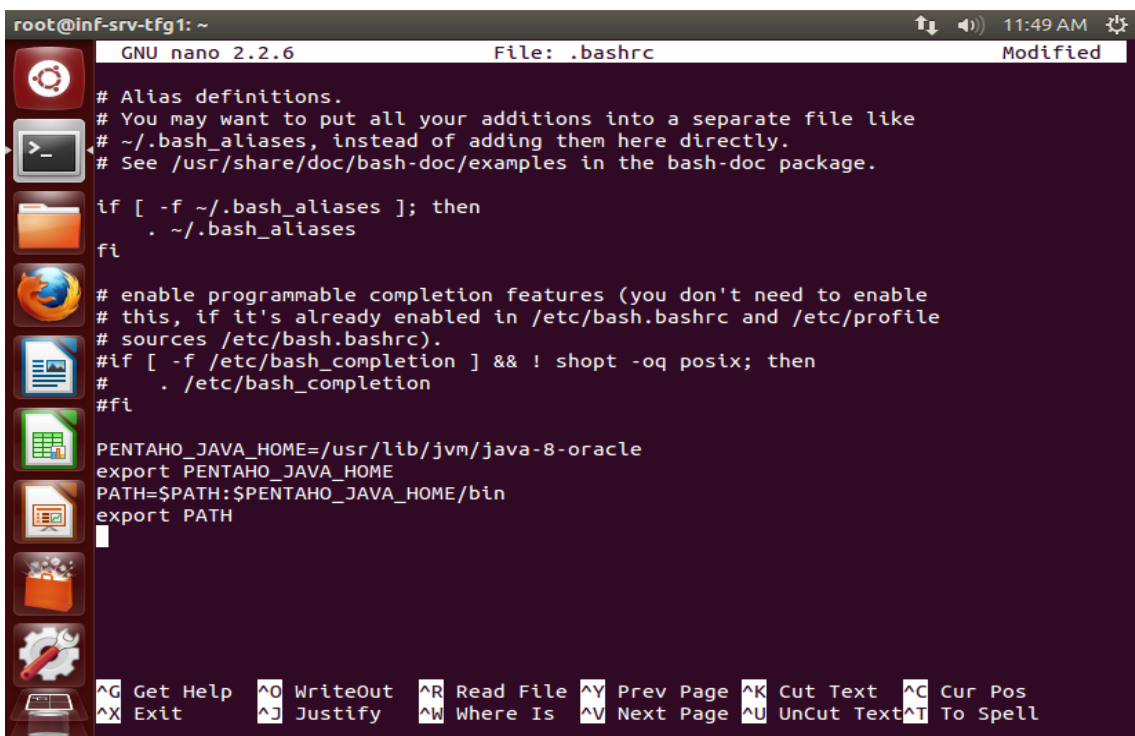 root@inf-srv-tfg1: ~ 11:49 AM
GNU nano 2.2.6 File: .bashrc Modified
# Alias definitions.
# You may want to put all your additions into a separate file like
# ~/.bash_aliases, instead of adding them here directly.
# See /usr/share/doc/bash-doc/examples in the bash-doc package.
if [ -f ~/.bash_aliases ]; then
    . ~/.bash_aliases
fi
# enable programmable completion features (you don't need to enable
# this, if it's already enabled in /etc/bash.bashrc and /etc/profile
# sources /etc/bash.bashrc).
#if [ -f /etc/bash_completion ] && ! shopt -oq posix; then
#    . /etc/bash_completion
#fi
PENTAHO_JAVA_HOME=/usr/lib/jvm/java-8-oracle
export PENTAHO_JAVA_HOME
PATH=$PATH:$PENTAHO_JAVA_HOME/bin
export PATH
^G Get Help ^O WriteOut ^R Read File ^Y Prev Page ^K Cut Text ^C Cur Pos
^X Exit ^J Justify ^W Where Is ^V Next Page ^U UnCut Text ^T To Spell